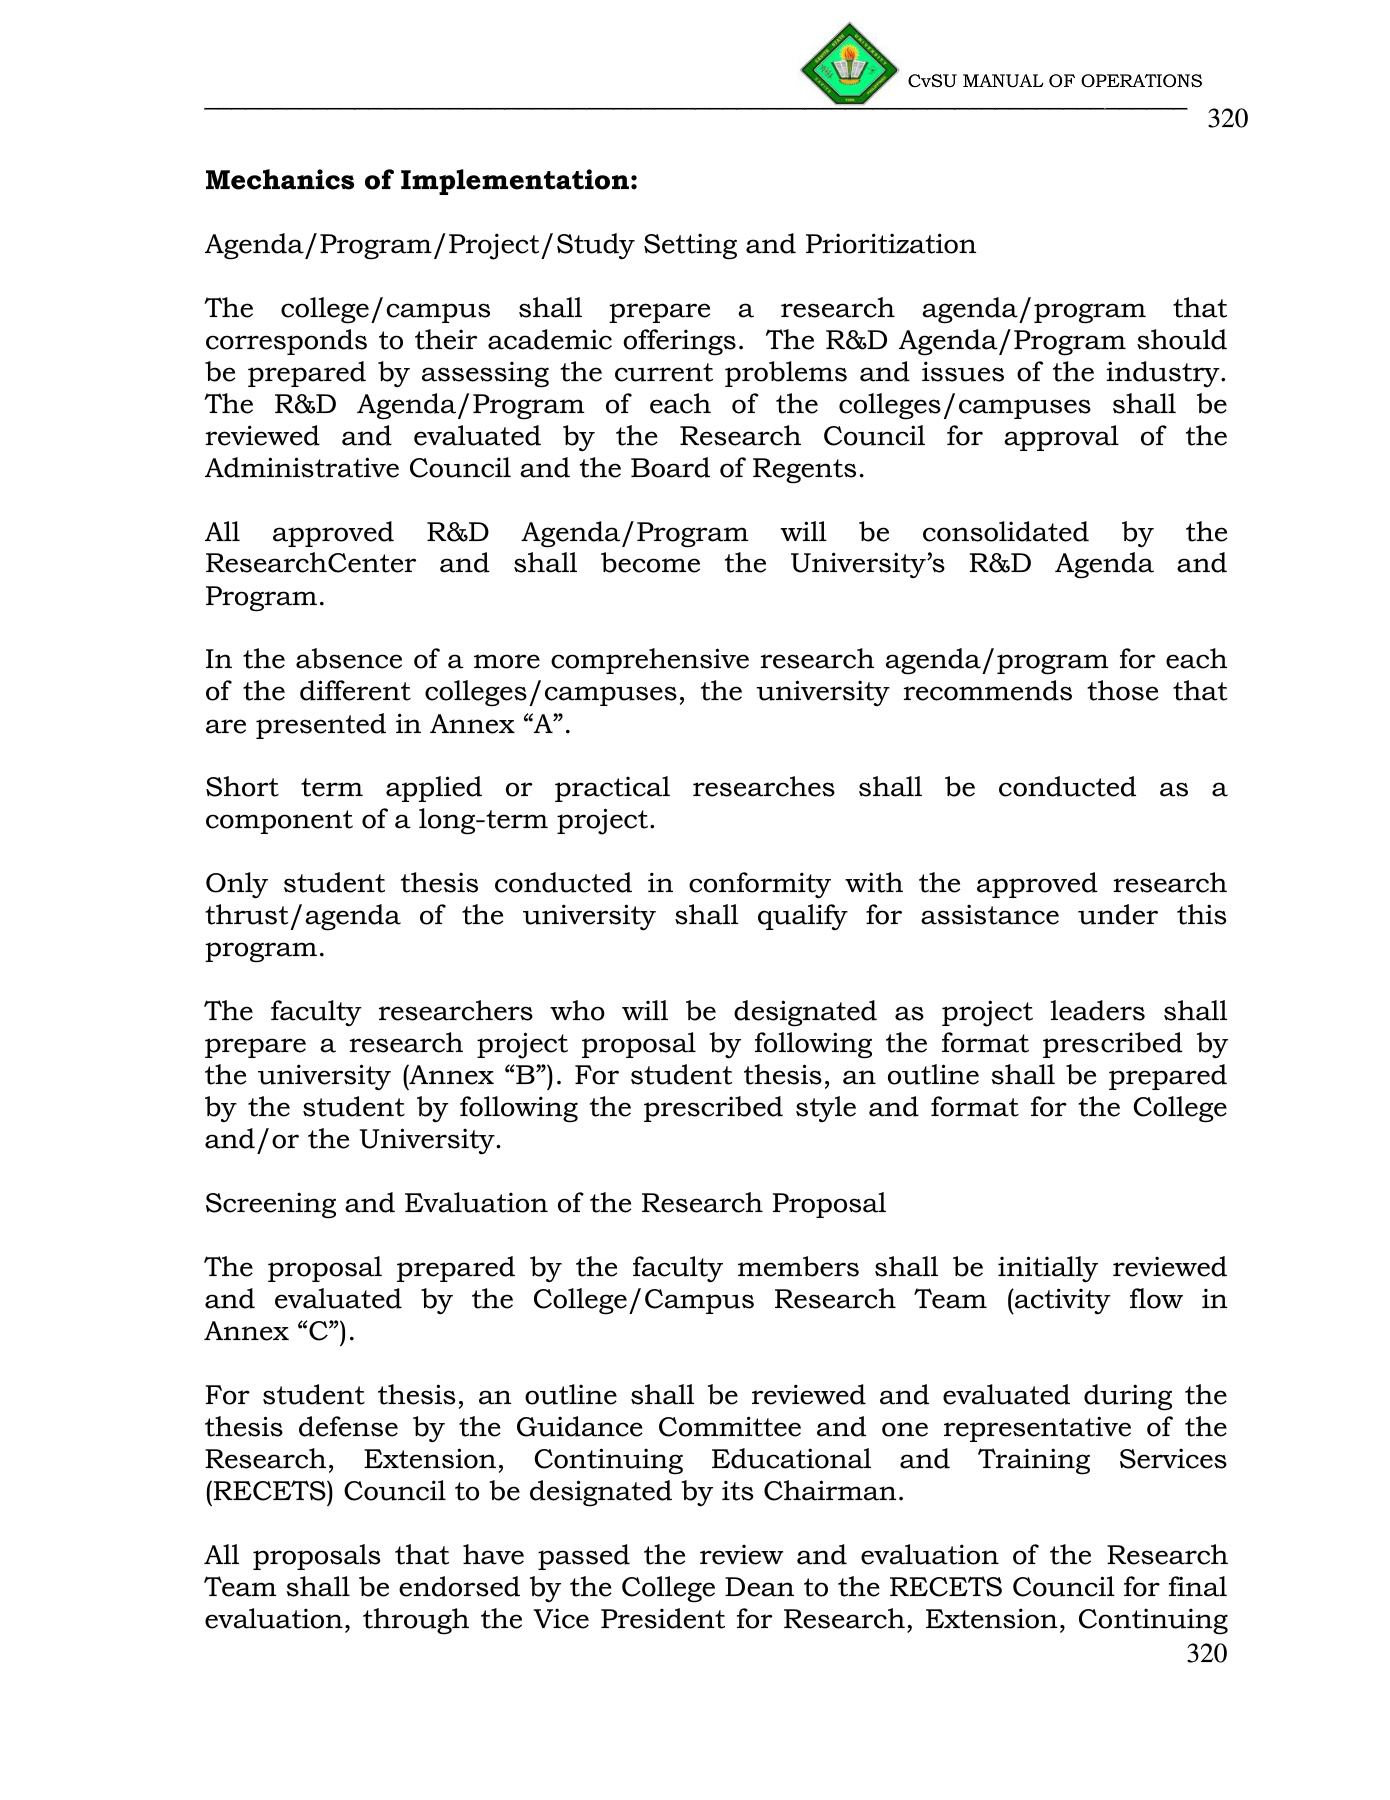 CvSU MANUAL OF OPERATIONS
320
Mechanics of Implementation:
Agenda/Program/Project/Study Setting and Prioritization
The college/campus shall prepare a research agenda/program that
corresponds to their academic offerings. The R&D Agenda/Program should
be prepared by assessing the current problems and issues of the industry.
The R&D Agenda/Program of each of the colleges/campuses shall be
reviewed and evaluated by the Research Council for approval of the
Administrative Council and the Board of Regents.
All approved R&D Agenda/Program will be consolidated by the
ResearchCenter and shall become the University’s R&D Agenda and
Program.
In the absence of a more comprehensive research agenda/program for each
of the different colleges/campuses, the university recommends those that
are presented in Annex “A”.
Short term applied or practical researches shall be conducted as a
component of a long-term project.
Only student thesis conducted in conformity with the approved research
thrust/agenda of the university shall qualify for assistance under this
program.
The faculty researchers who will be designated as project leaders shall
prepare a research project proposal by following the format prescribed by
the university (Annex “B”). For student thesis, an outline shall be prepared
by the student by following the prescribed style and format for the College
and/or the University.
Screening and Evaluation of the Research Proposal
The proposal prepared by the faculty members shall be initially reviewed
and evaluated by the College/Campus Research Team (activity flow in
Annex “C”).
For student thesis, an outline shall be reviewed and evaluated during the
thesis defense by the Guidance Committee and one representative of the
Research, Extension, Continuing Educational and Training Services
(RECETS) Council to be designated by its Chairman.
All proposals that have passed the review and evaluation of the Research
Team shall be endorsed by the College Dean to the RECETS Council for final
evaluation, through the Vice President for Research, Extension, Continuing
320